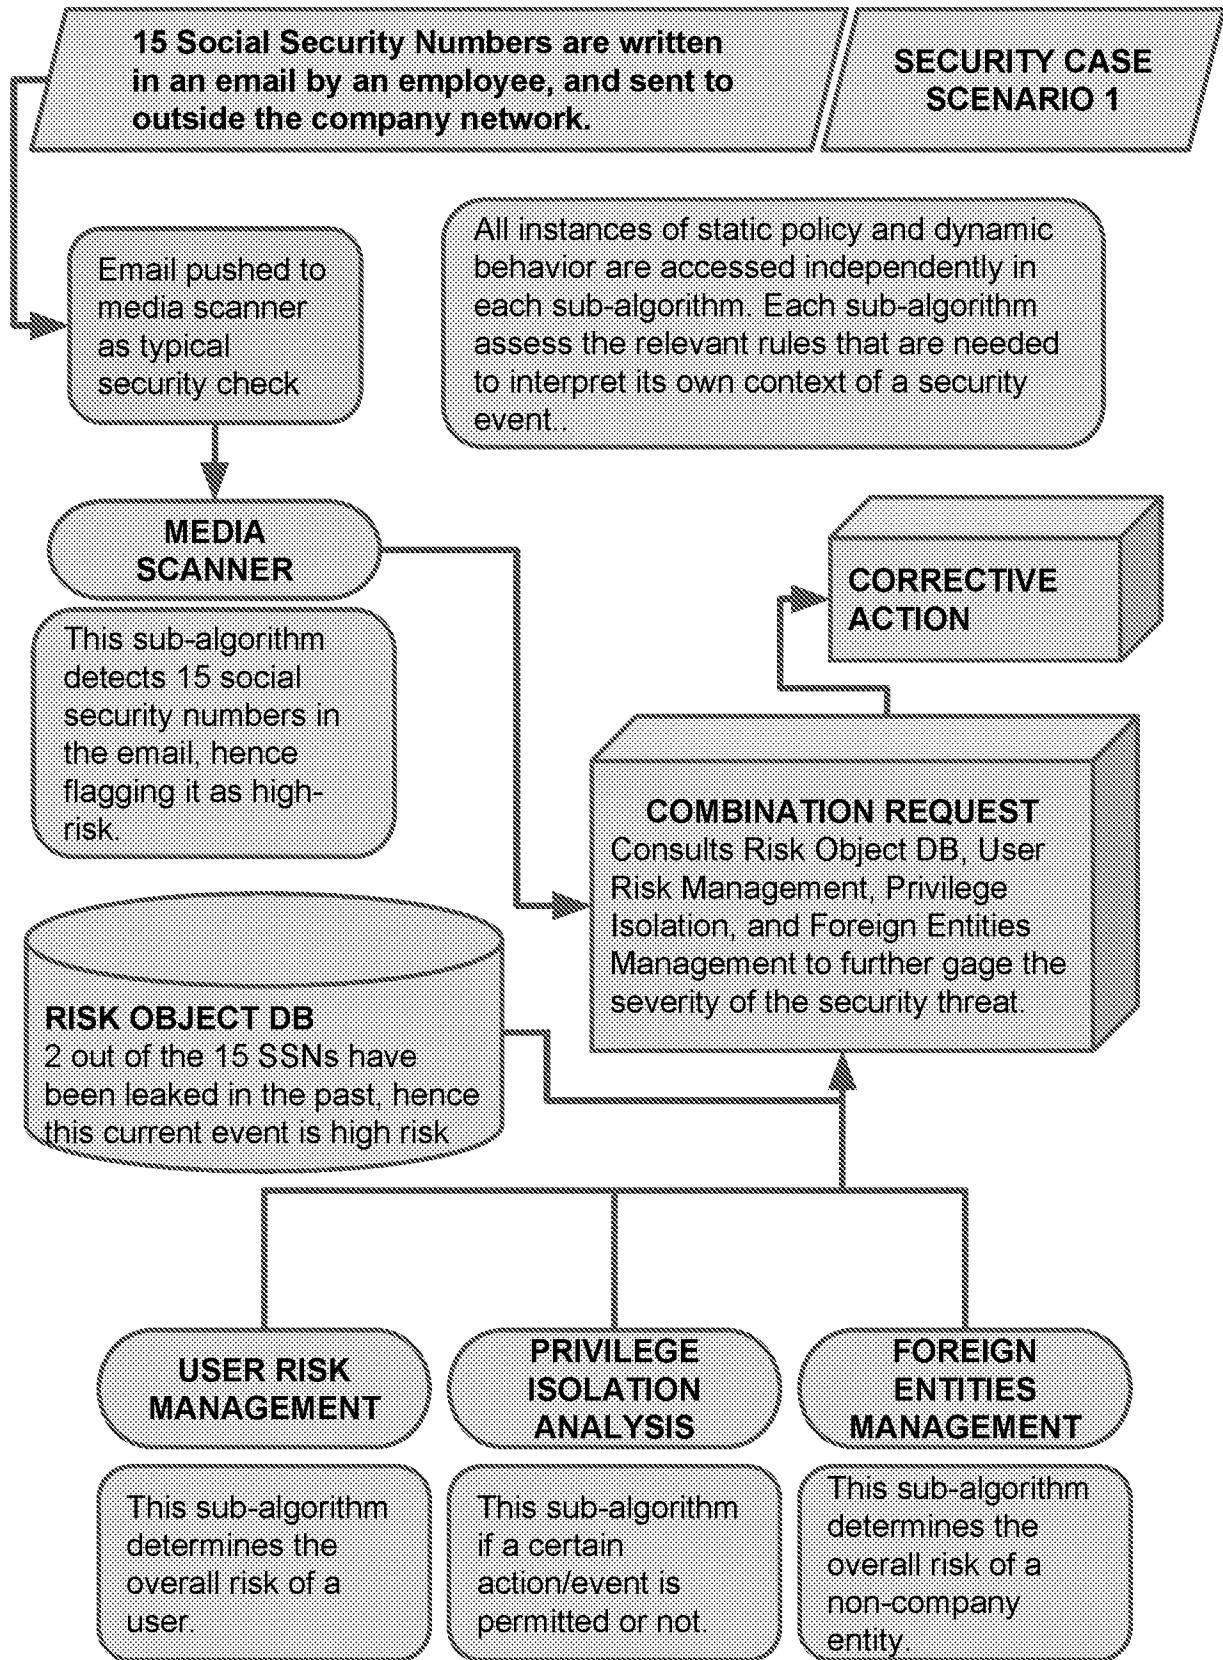 15 Social Security Numbers are written
in an email by an employee, and sent to
outside the company network.
SECURITY CASE
SCENARIO 1
Email pushed to
media scanner
as typical
security check
All instances of static policy and dynamic
behavior are accessed independently in
each sub-algorithm. Each sub-algorithm
assess the relevant rules that are needed
to interpret its own context of a security
event..
MEDIA
SCANNER
This sub-algorithm
detects 15 social
security numbers in
the email, hence
flagging it as high-
risk.
CORRECTIVE
ACTION
COMBINATION REQUEST
Consults Risk Object DB, User
Risk Management, Privilege
Isolation, and Foreign Entities
Management to further gage the
severity of the security threat.
RISK OBJECT DB
2 out of the 15 SSNs have
been leaked in the past, hence
this current event is high risk
USER RISK
MANAGEMENT
This sub-algorithm
determines the
overall risk of a
user.
PRIVILEGE
ISOLATION
ANALYSIS
This sub-algorithm
if a certain
action/event is
permitted or not.
FOREIGN
ENTITIES
MANAGEMENT
This sub-algorithm
determines the
overall risk of a
non-company
entity.